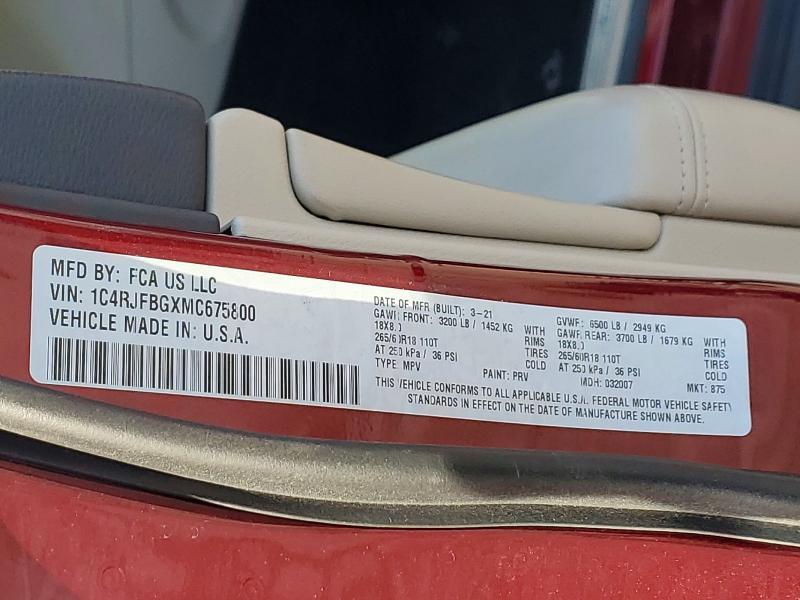 MFD BY: FCA US LLC
VIN: 1C4RJFBGXMC675800
VEHICLE MADE IN: U.S.A.
DATE OF MFR (BUILT): 3-21
GAWR FRONT: 3200 LB / 1452 KG WITH
18X8.0 RIMS
265/60R18 110T TIRES
AT 250 kPa / 36 PSI COLD
TYPE: MPV PAINT: PRV
GVWR: 6500 LB / 2949 KG
GAWR REAR: 3700 LB / 1679 KG WITH
18X8.0 RIMS
265/60R18 110T TIRES
AT 250 kPa / 36 PSI COLD
MDH: 032007 MKT: 875
THIS VEHICLE CONFORMS TO ALL APPLICABLE U.S.A. FEDERAL MOTOR VEHICLE SAFETY
STANDARDS IN EFFECT ON THE DATE OF MANUFACTURE SHOWN ABOVE.